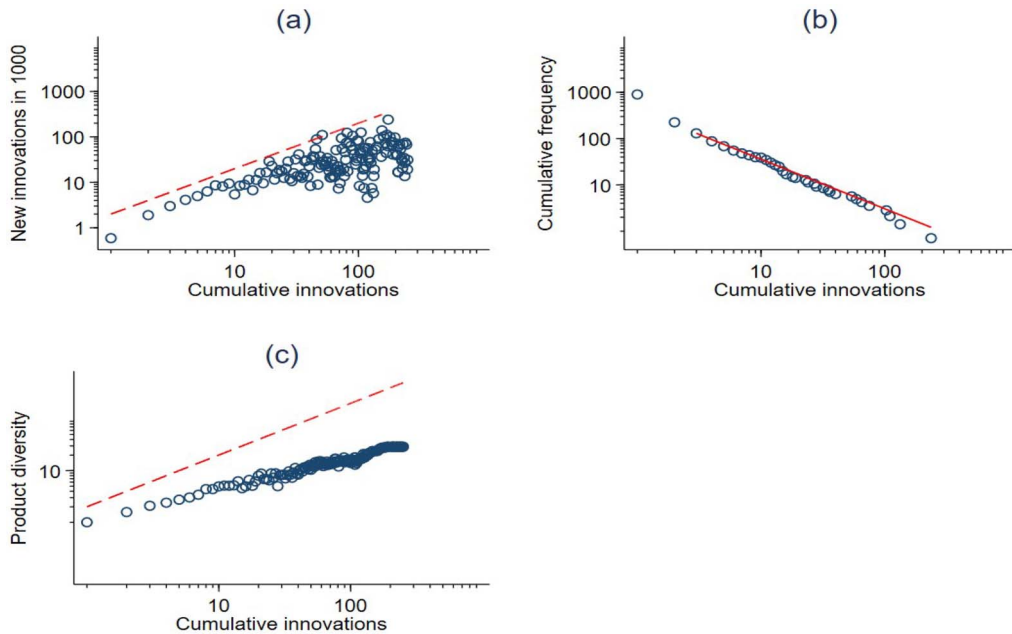 (a)
New innovations in 1000
1000
100
10
1
10
100
Cumulative innovations
(b)
Cumulative frequency
1000
100
10
10
100
Cumulative innovations
(c)
Product diversity
10
10
100
Cumulative innovations